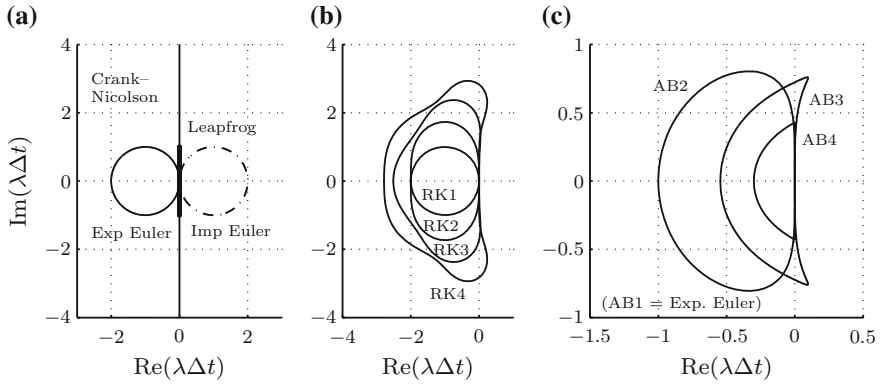 (a)
4
2
0
−2
−4
Im(λΔt)
Crank–
Nicolson
Leapfrog
Exp Euler
Imp Euler
−2
0
2
Re(λΔt)
(b)
4
2
0
−2
−4
RK1
RK2
RK3
RK4
−4
−2
0
Re(λΔt)
(c)
1
0.5
0
−0.5
−1
AB2
AB3
AB4
(AB1 = Exp. Euler)
−1.5
−1
−0.5
0
0.5
Re(λΔt)